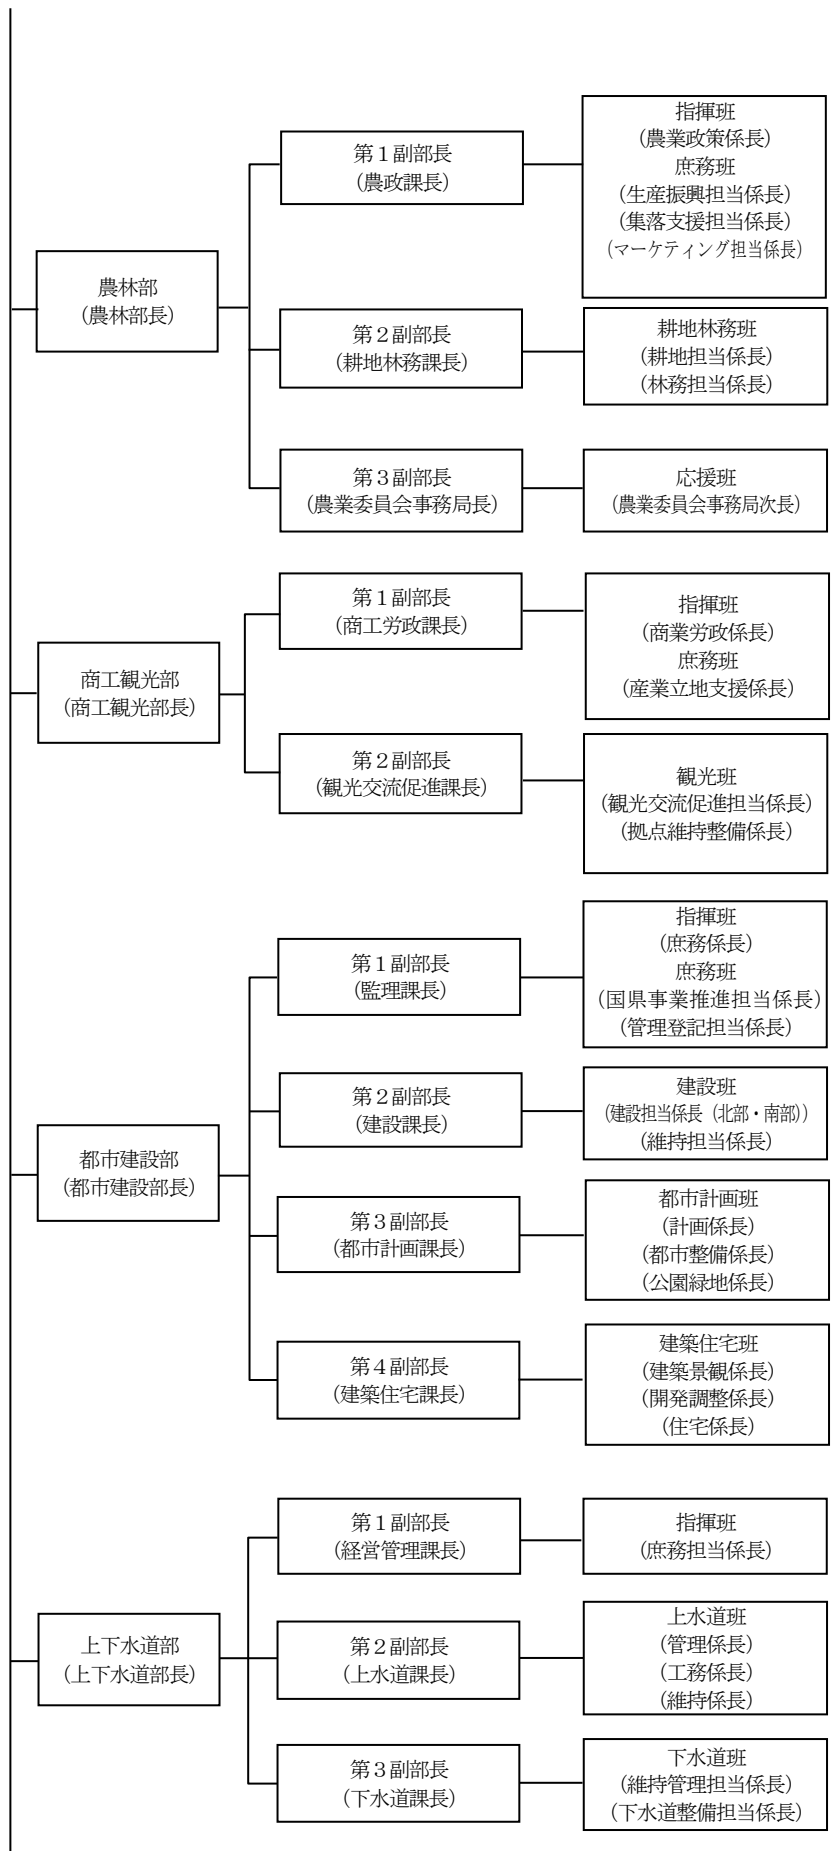 農林部
(農林部長)
第1副部長
(農政課長)
指揮班
(農業政策係長)
庶務班
(生産振興担当係長)
(集落支援担当係長)
(マーケティング担当係長)
第2副部長
(耕地林務課長)
耕地林務班
(耕地担当係長)
(林務担当係長)
第3副部長
(農業委員会事務局長)
応援班
(農業委員会事務局次長)
商工観光部
(商工観光部長)
第1副部長
(商工労政課長)
指揮班
(商業労政係長)
庶務班
(産業立地支援係長)
第2副部長
(観光交流促進課長)
観光班
(観光交流促進担当係長)
(拠点維持整備係長)
都市建設部
(都市建設部長)
第1副部長
(監理課長)
指揮班
(庶務係長)
庶務班
(国県事業推進担当係長)
(管理登記担当係長)
第2副部長
(建設課長)
建設班
(建設担当係長(北部・南部))
(維持担当係長)
第3副部長
(都市計画課長)
都市計画班
(計画係長)
(都市整備係長)
(公園緑地係長)
第4副部長
(建築住宅課長)
建築住宅班
(建築景観係長)
(開発調整係長)
(住宅係長)
上下水道部
(上下水道部長)
第1副部長
(経営管理課長)
指揮班
(庶務担当係長)
第2副部長
(上水道課長)
上水道班
(管理係長)
(工務係長)
(維持係長)
第3副部長
(下水道課長)
下水道班
(維持管理担当係長)
(下水道整備担当係長)